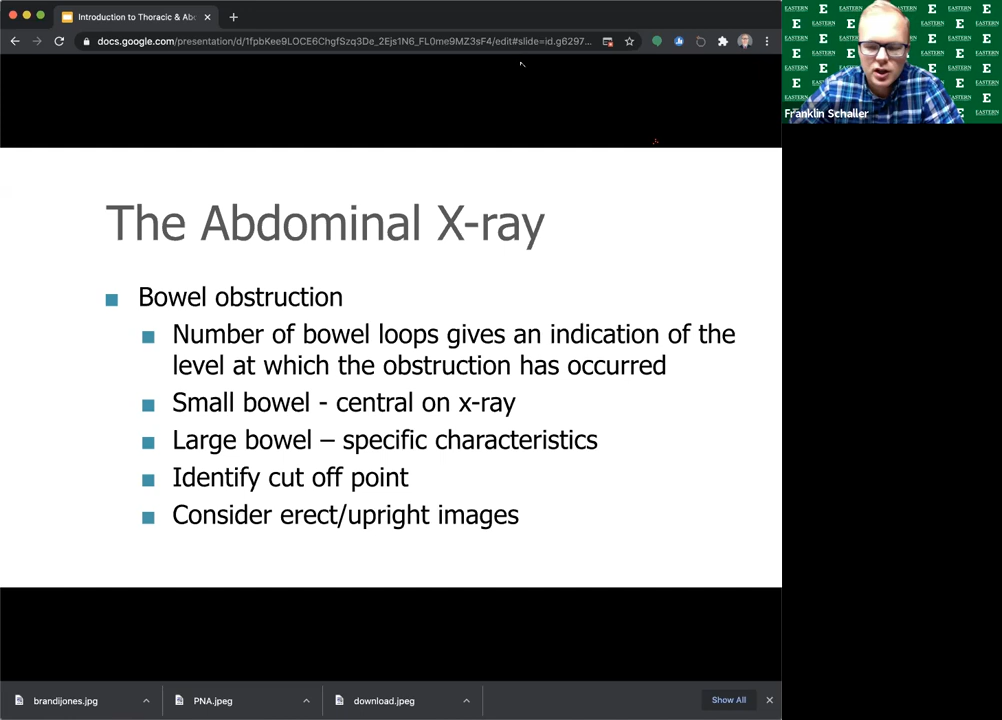 Introduction to Thoracic & Abd
docs.google.com/presentation/d/1fpbKee9LOCE6ChgfSzq3De_2Ejs1N6_FL0me9MZ3sF4/edit#slide=id.g6297...
EASTERN
E
Franklin Schaller
The Abdominal X-ray
Bowel obstruction
Number of bowel loops gives an indication of the
level at which the obstruction has occurred
Small bowel - central on x-ray
Large bowel – specific characteristics
Identify cut off point
Consider erect/upright images
brandijones.jpg
PNA.jpeg
download.jpeg
Show All